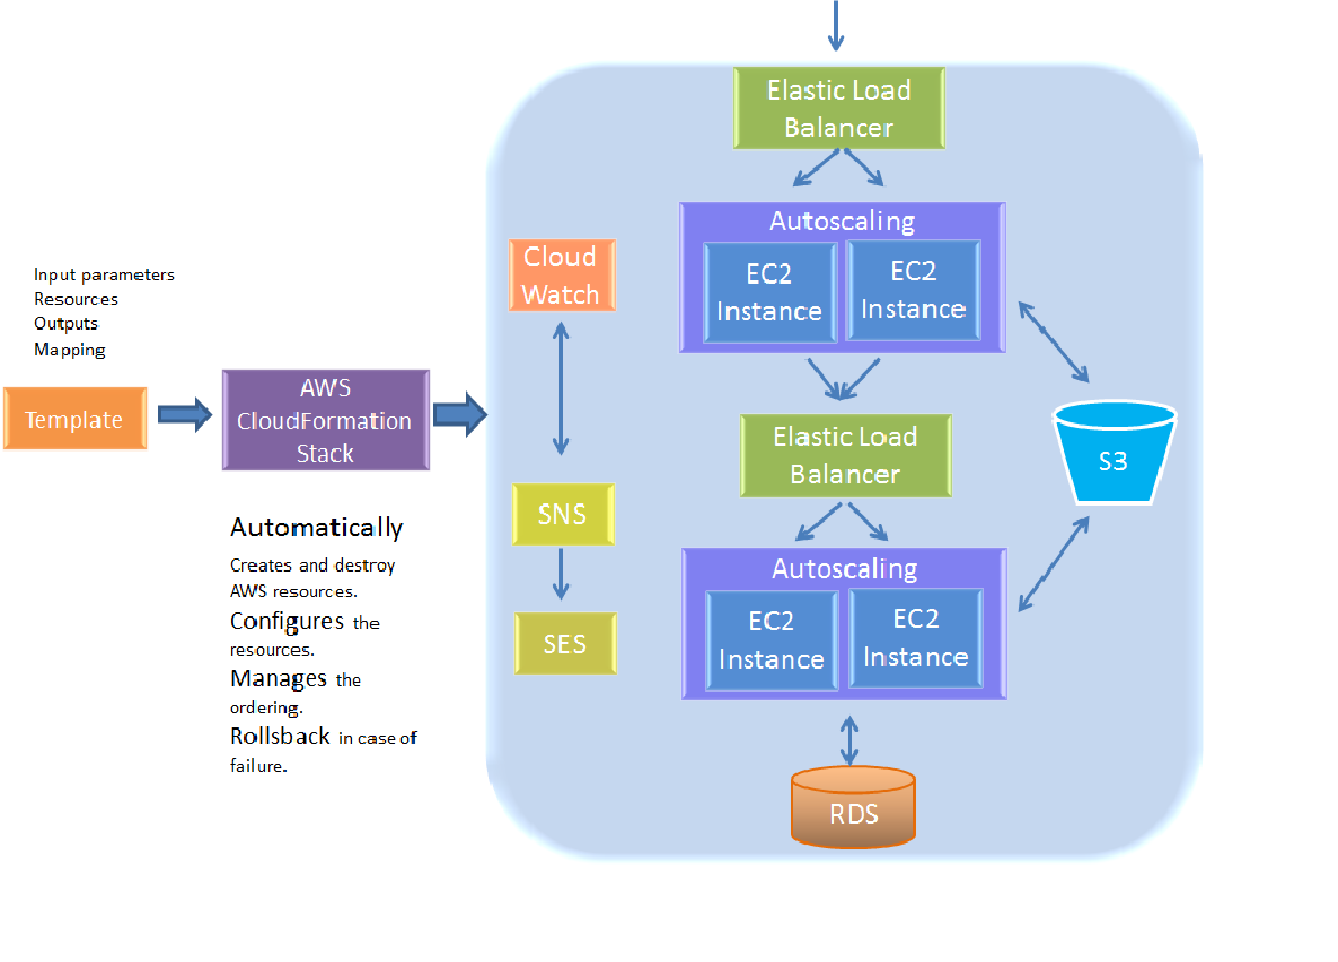 Input parameters
Resources
Outputs
Mapping
Template
AWS
CloudFormation
Stack
Automatically
Creates and destroy
AWS resources.
Configures the
resources.
Manages the
ordering.
Rollsback in case of
failure.
Cloud
Watch
SNS
SES
Elastic Load
Balancer
Autoscaling
EC2
Instance
EC2
Instance
Elastic Load
Balancer
Autoscaling
EC2
Instance
EC2
Instance
RDS
S3